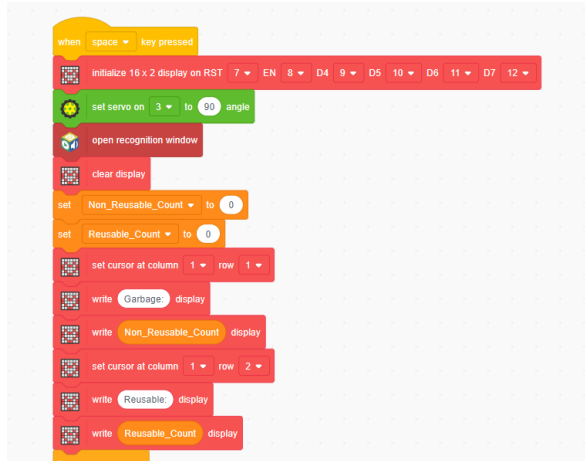 when space key pressed
initialize 16 x 2 display on RST 7 EN 8 D4 9 D5 10 D6 11 D7 12
set servo on 3 to 90 angle
open recognition window
clear display
set Non_Reusable_Count to 0
set Reusable_Count to 0
set cursor at column 1 row 1
write Garbage: display
write Non_Reusable_Count display
set cursor at column 1 row 2
write Reusable: display
write Reusable_Count display